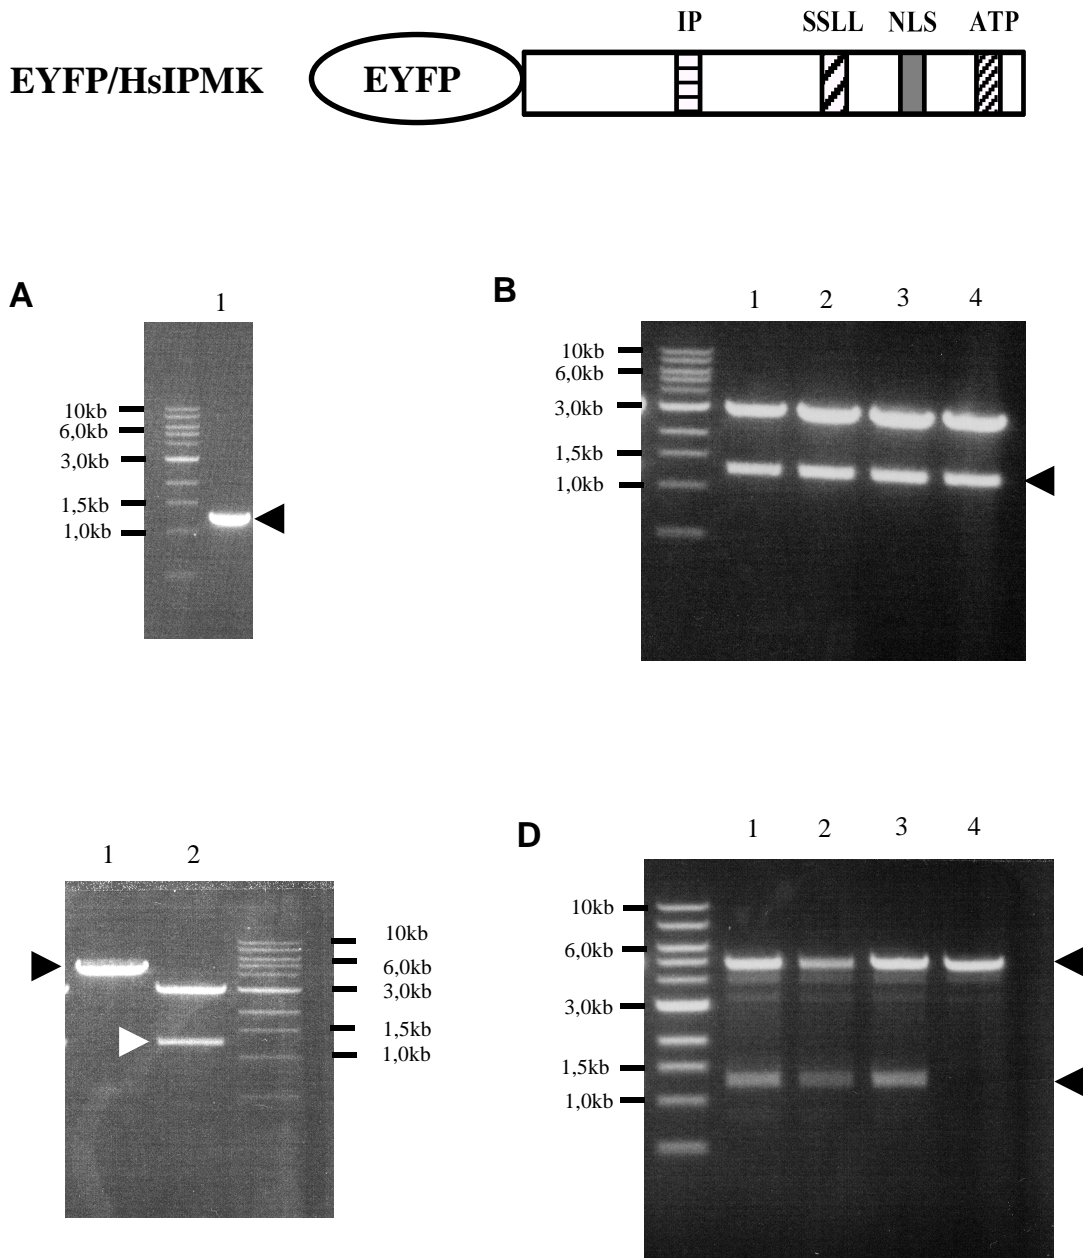 IP SSLL NLS ATP
EYFP/HsIPMK EYFP
A
1
10kb
6,0kb
3,0kb
1,5kb
1,0kb
B
1 2 3 4
10kb
6,0kb
3,0kb
1,5kb
1,0kb
1 2
10kb
6,0kb
3,0kb
1,5kb
1,0kb
D
1 2 3 4
10kb
6,0kb
3,0kb
1,5kb
1,0kb